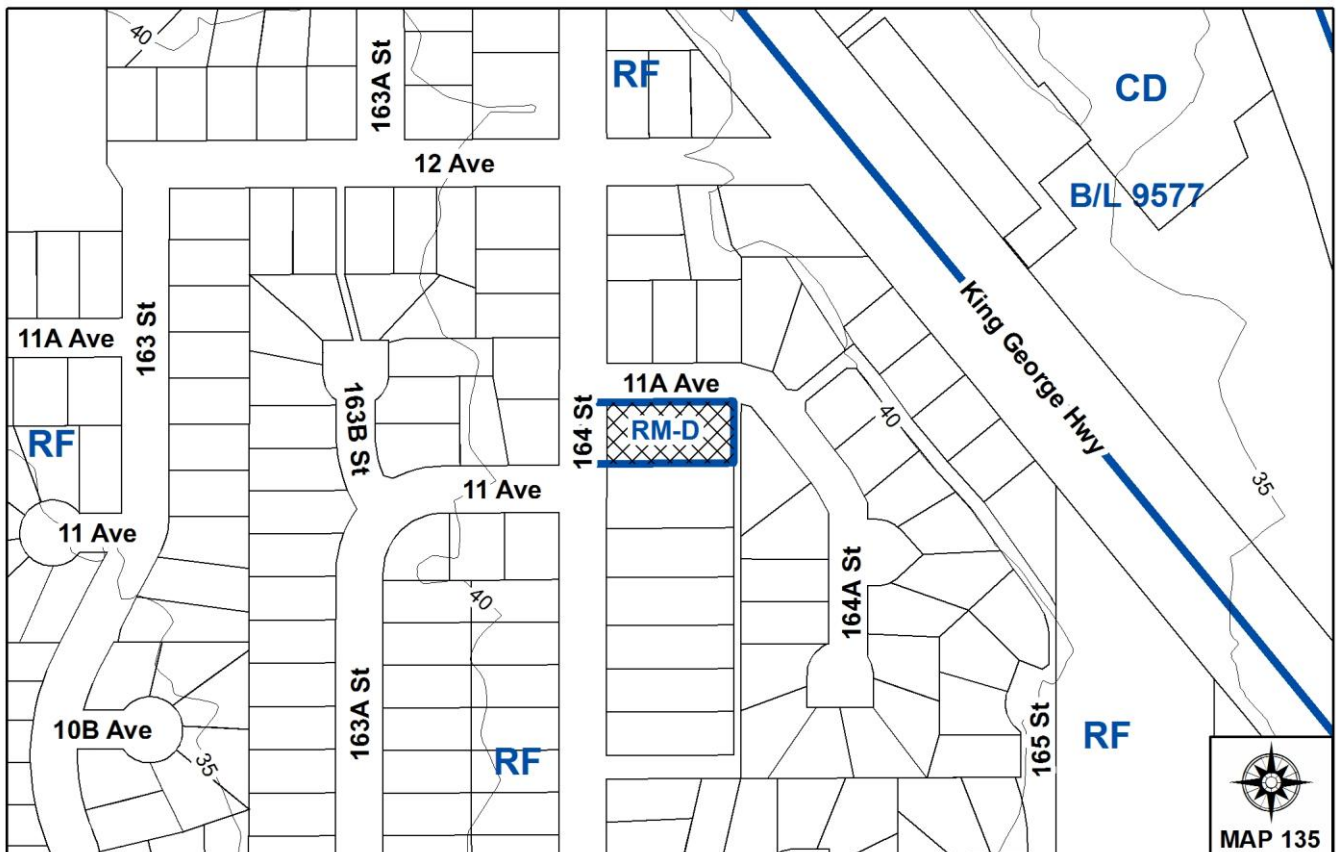 40
163A St
RF
CD
12 Ave
B/L 9577
11A Ave
163 St
King George Hwy
11A Ave
163B St
40
164 St
RM-D
RF
11 Ave
35
11 Ave
164A St
40
163A St
10B Ave
35
RF
165 St
RF
MAP 135